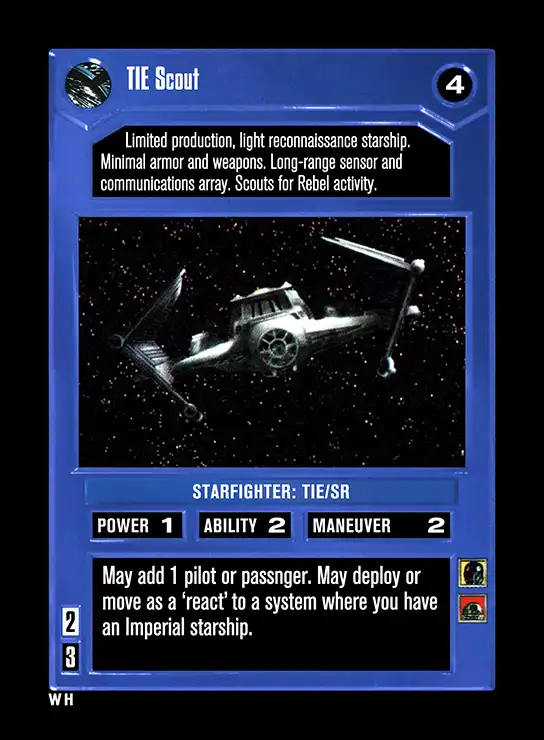 TIE Scout
4
Limited production, light reconnaissance starship.
Minimal armor and weapons. Long-range sensor and
communications array. Scouts for Rebel activity.
STARFIGHTER: TIE/SR
POWER 1 ABILITY 2 MANEUVER 2
May add 1 pilot or passnger. May deploy or
move as a ‘react’ to a system where you have
an Imperial starship.
2
3
WH